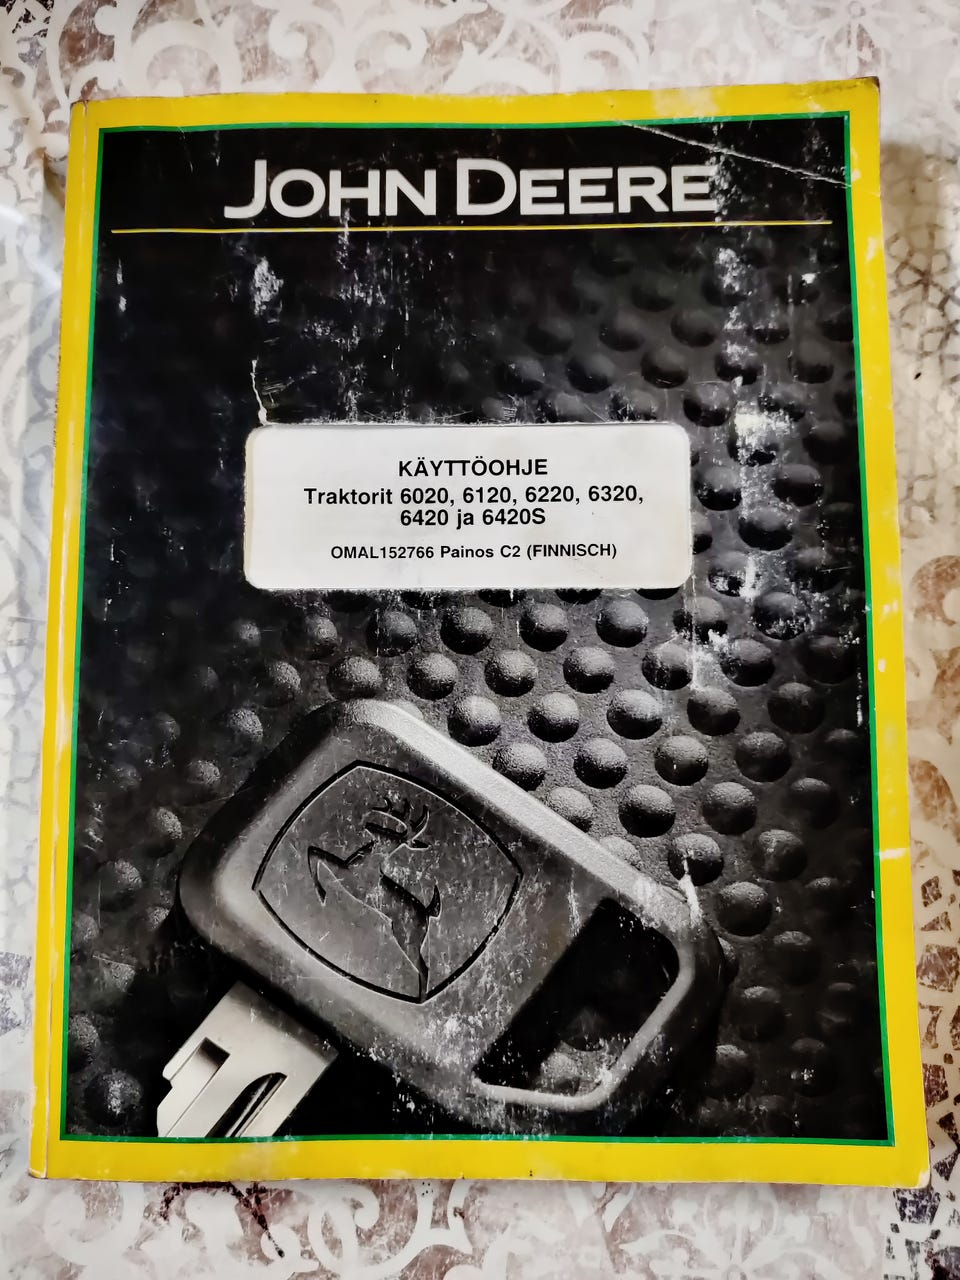 JOHN DEERE
KÄYTTÖOHJE
Traktorit 6020, 6120, 6220, 6320,
6420 ja 6420S
OMAL152766 Painos C2 (FINNISCH)